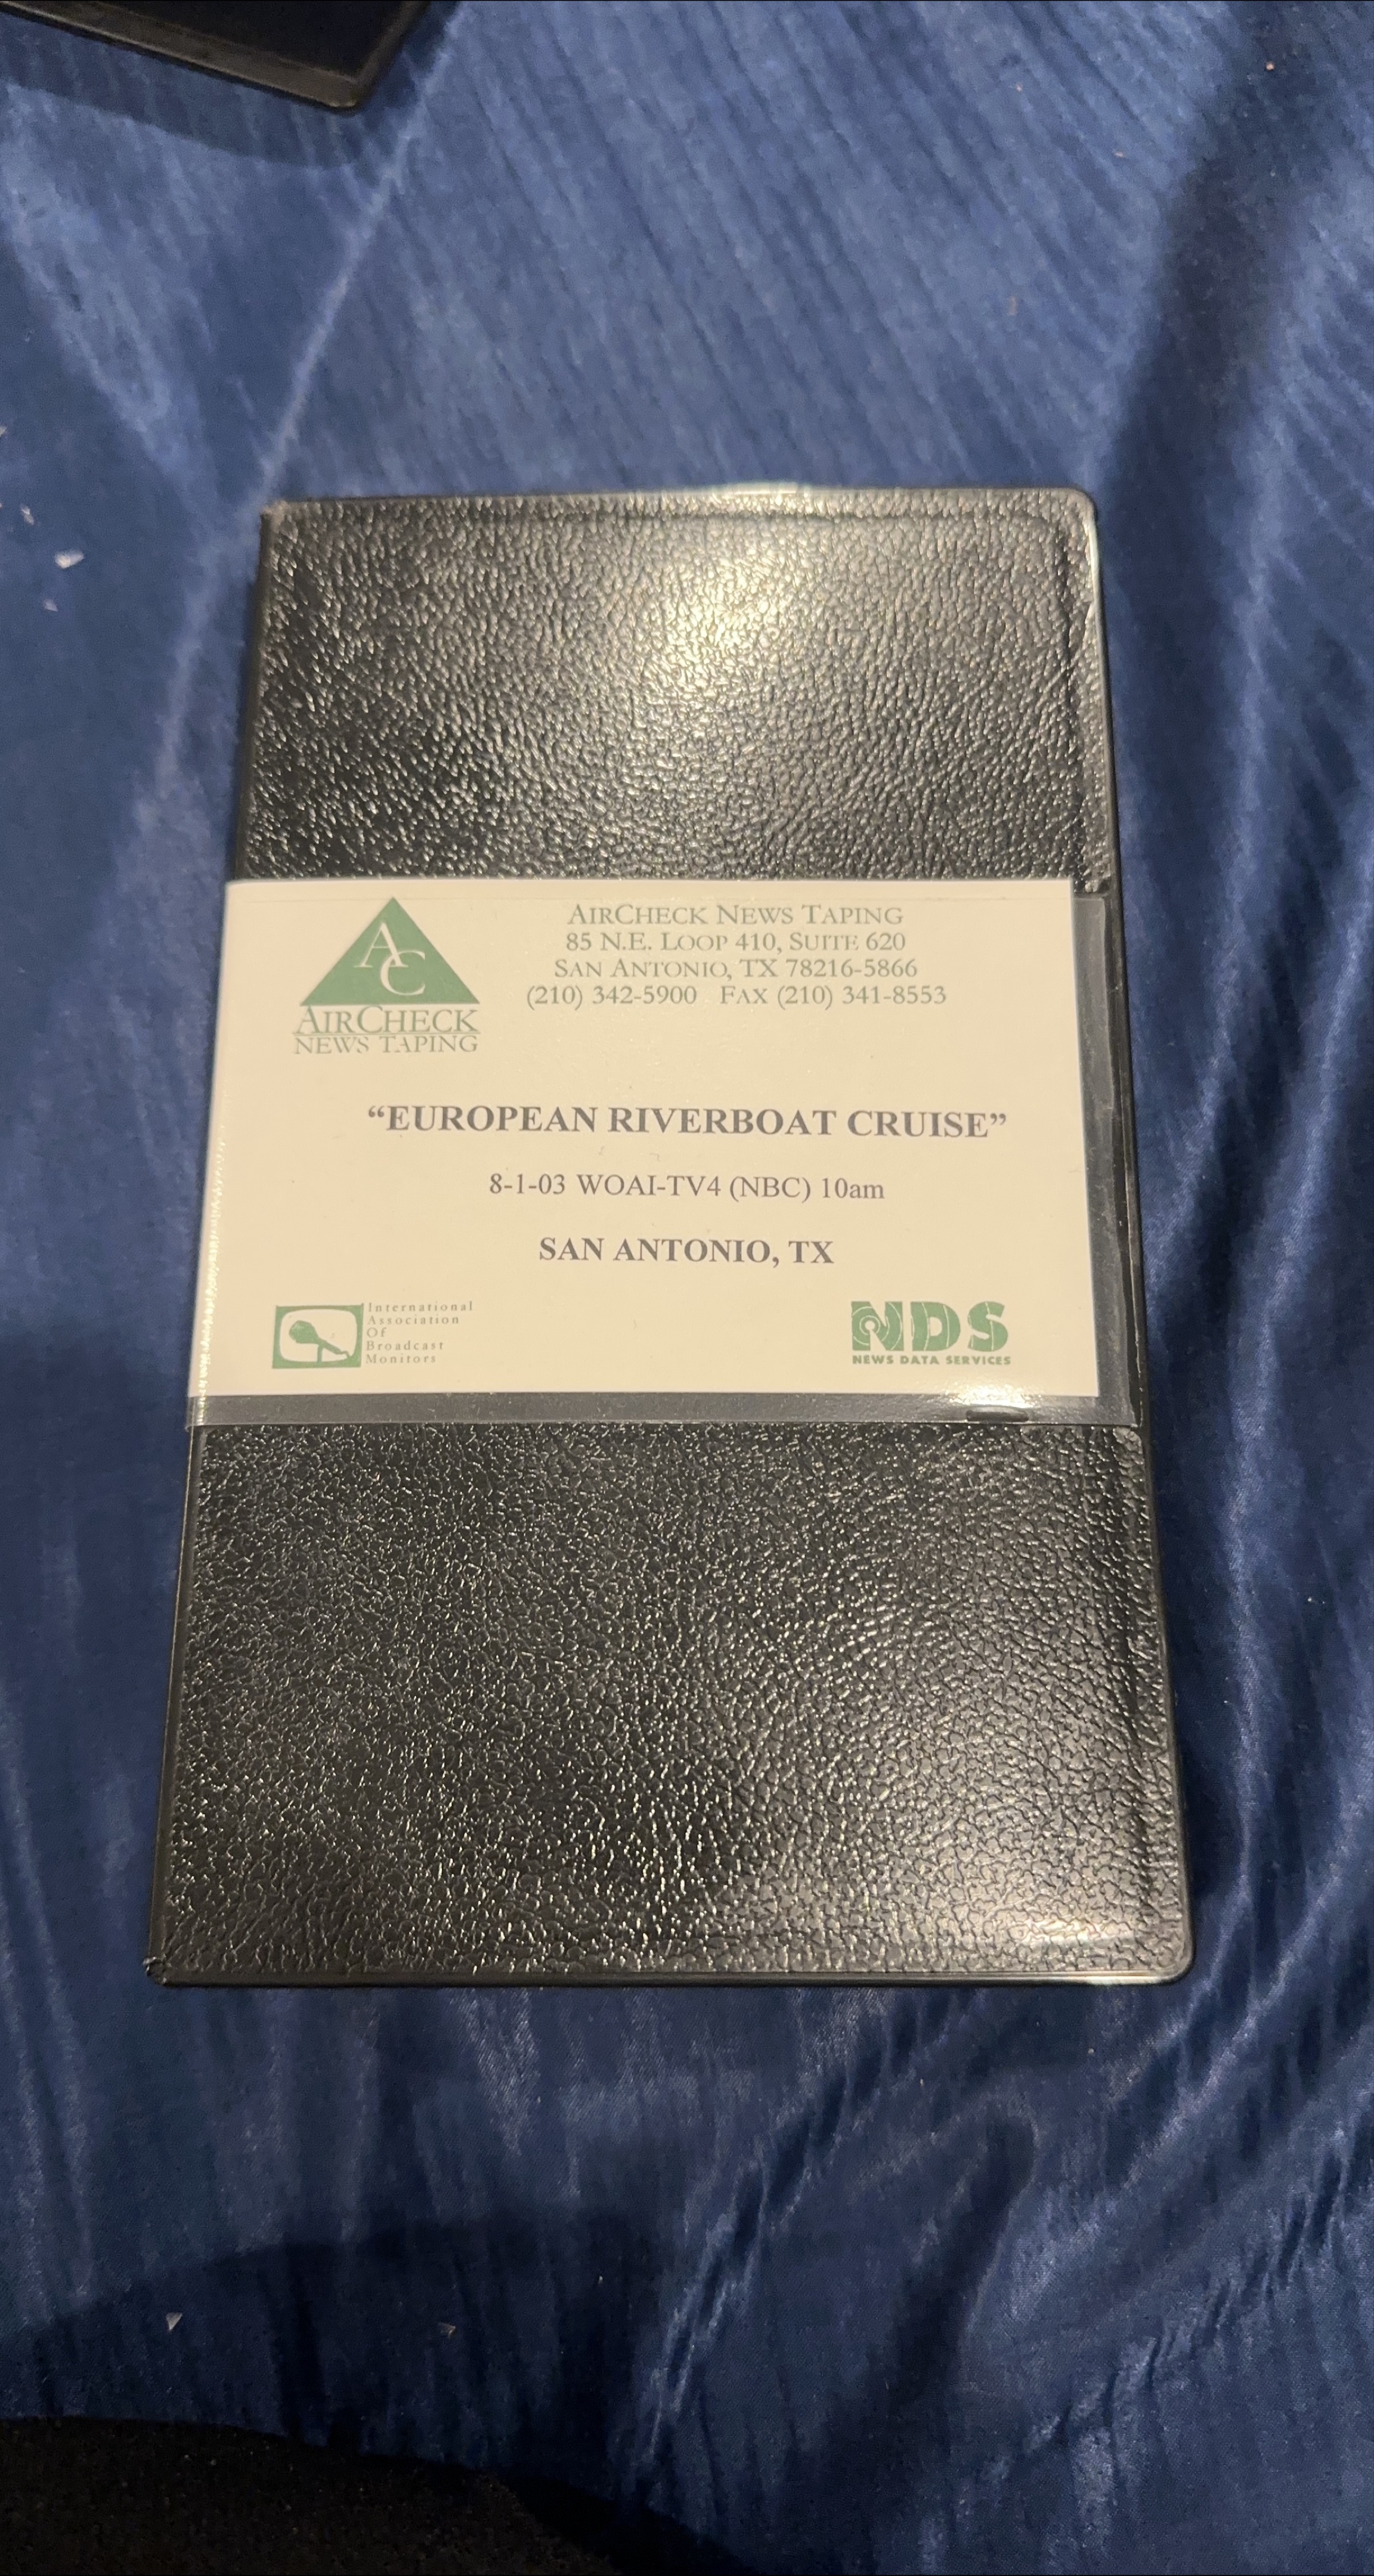 AC
AIRCHECK
NEWS TAPING
AIRCHECK NEWS TAPING
85 N.E. LOOP 410, SUITE 620
SAN ANTONIO, TX 78216-5866
(210) 342-5900 FAX (210) 341-8553
“EUROPEAN RIVERBOAT CRUISE”
8-1-03 WOAI-TV4 (NBC) 10am
SAN ANTONIO, TX
International
Association
Of
Broadcast
Monitors
NDS
NEWS DATA SERVICES